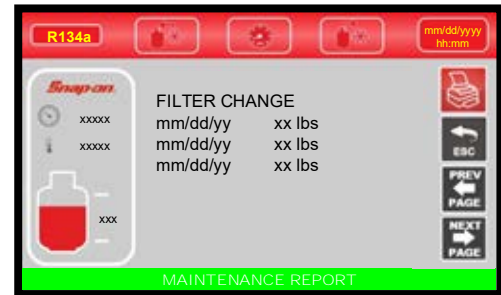 R134a
mm/dd/yyyy
hh:mm
Snap-on
xxxxx
xxxxx
xxx
FILTER CHANGE
mm/dd/yy xx lbs
mm/dd/yy xx lbs
mm/dd/yy xx lbs
ESC
PREV
PAGE
NEXT
PAGE
MAINTENANCE REPORT